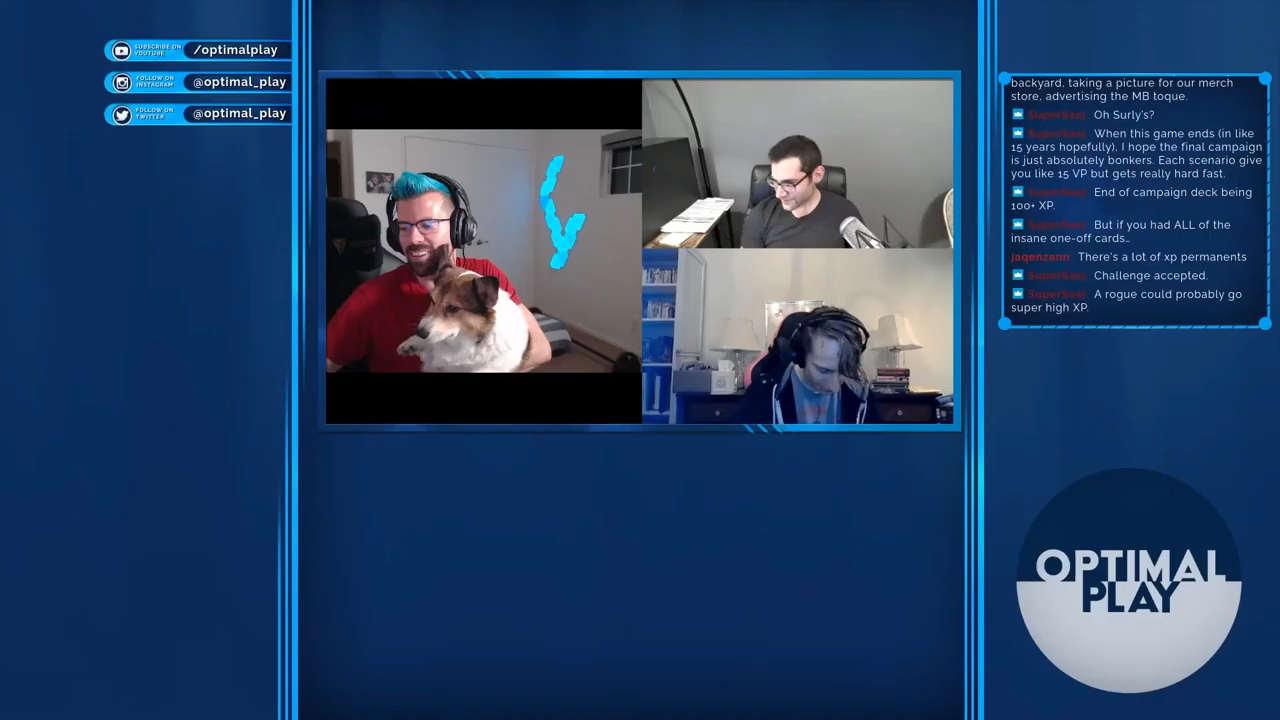 SUBSCRIBE ON
YOUTUBE
/optimalplay
FOLLOW ON
INSTAGRAM
@optimal_play
FOLLOW ON
TWITTER
@optimal_play
backyard, taking a picture for our merch
store, advertising the MB toque.
Oh Surly's?
When this game ends (in like
15 years hopefully), I hope the final campaign
is just absolutely bonkers. Each scenario give
you like 15 VP but gets really hard fast.
End of campaign deck being
100+ XP.
But if you had ALL of the
insane one-off cards…
jaqenzann There's a lot of xp permanents
Challenge accepted.
A rogue could probably go
super high XP.
OPTIMAL
PLAY